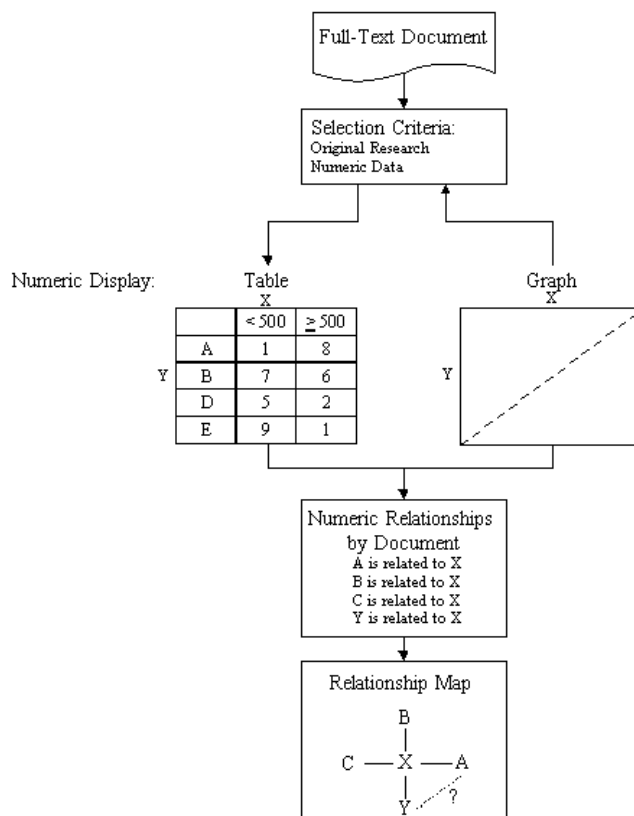 Full-Text Document
Selection Criteria:
Original Research
Numeric Data
Numeric Display:
Table
X
< 500 ≥ 500
A 1 8
Y
B 7 6
D 5 2
E 9 1
Graph
X
Y
Numeric Relationships
by Document
A is related to X
B is related to X
C is related to X
Y is related to X
Relationship Map
B
C X A
Y ?